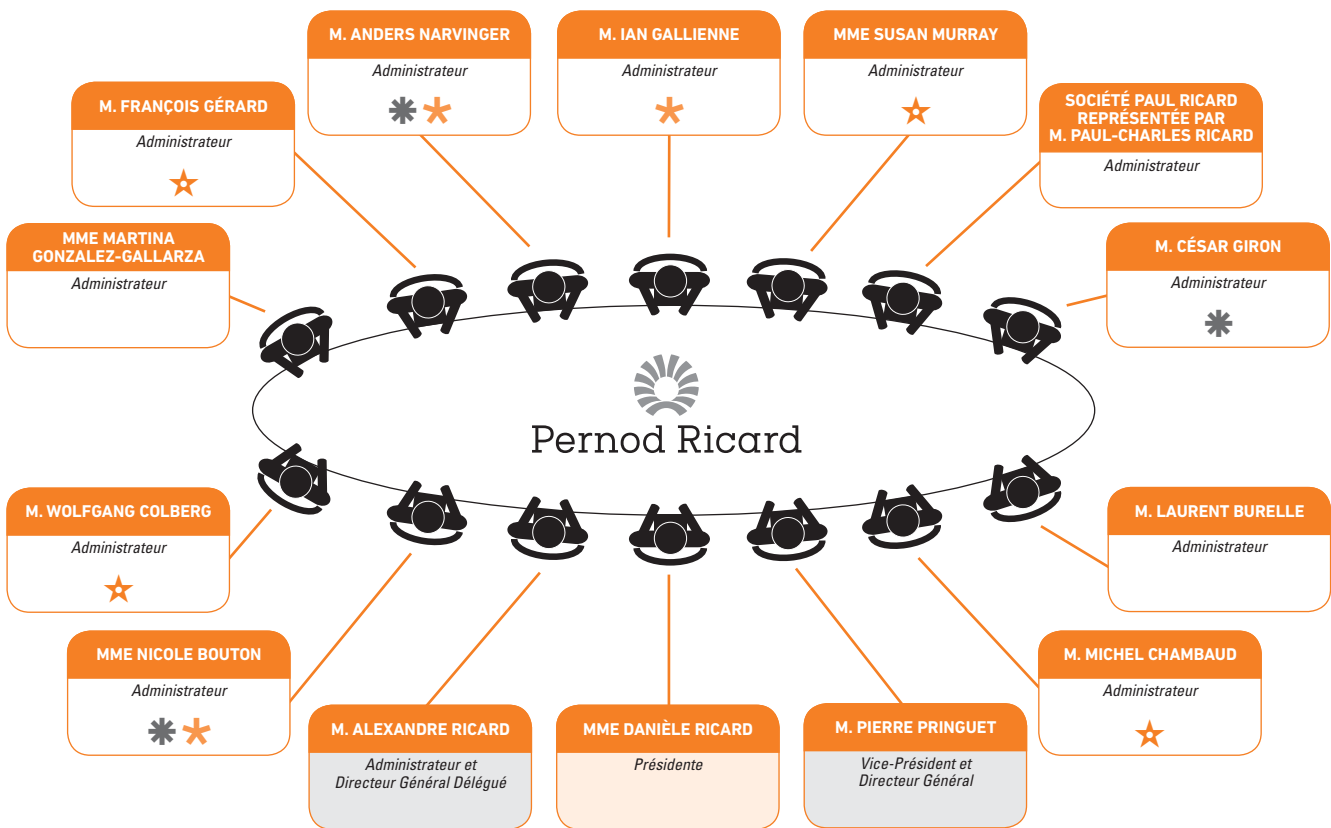 M. ANDERS NARVINGER
Administrateur
M. IAN GALLIENNE
Administrateur
MME SUSAN MURRAY
Administrateur
M. FRANÇOIS GÉRARD
Administrateur
SOCIÉTÉ PAUL RICARD
REPRÉSENTÉE PAR
M. PAUL-CHARLES RICARD
Administrateur
MME MARTINA
GONZALEZ-GALLARZA
Administrateur
M. CÉSAR GIRON
Administrateur
Pernod Ricard
M. WOLFGANG COLBERG
Administrateur
M. LAURENT BURELLE
Administrateur
MME NICOLE BOUTON
Administrateur
M. MICHEL CHAMBAUD
Administrateur
M. ALEXANDRE RICARD
Administrateur et
Directeur Général Délégué
MME DANIÈLE RICARD
Présidente
M. PIERRE PRINGUET
Vice-Président et
Directeur Général